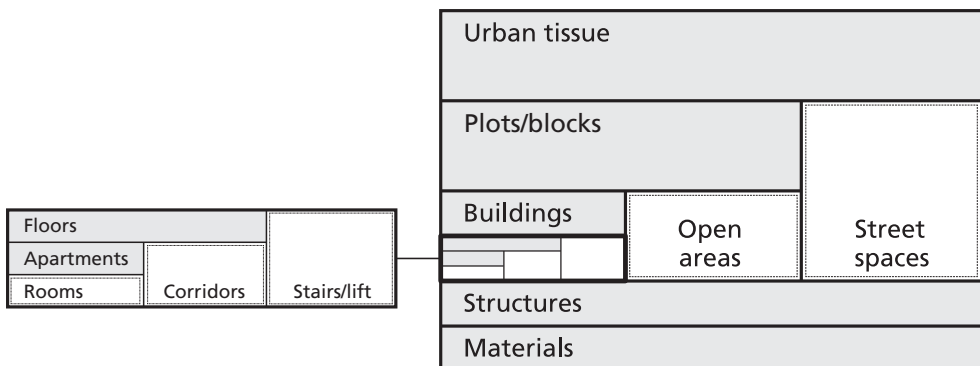 Urban tissue
Plots/blocks
Buildings
Open
areas
Street
spaces
Floors
Apartments
Rooms
Corridors
Stairs/lift
Structures
Materials